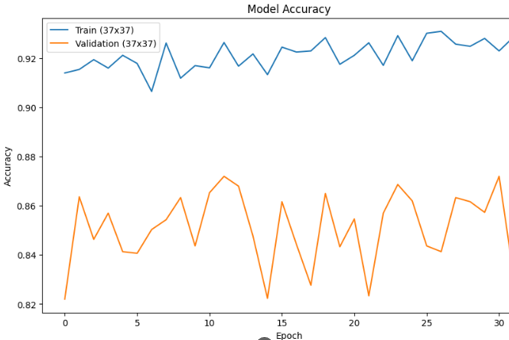 Model Accuracy
Train (37x37)
Validation (37x37)
0.92
0.90
0.88
0.86
0.84
0.82
Accuracy
0 5 10 15 20 25 30
Epoch